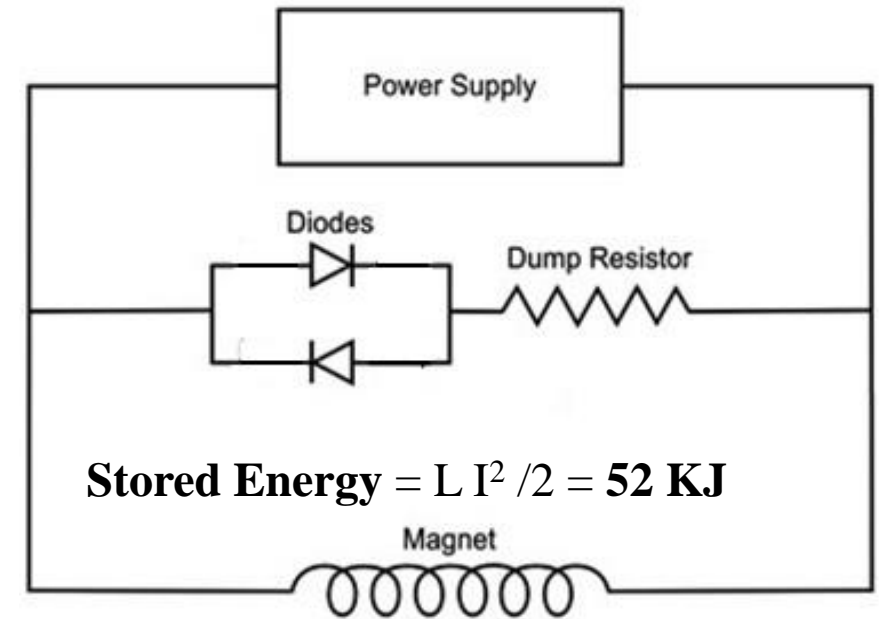 Power Supply
Diodes
Dump Resistor
Stored Energy = L I² /2 = 52 KJ
Magnet